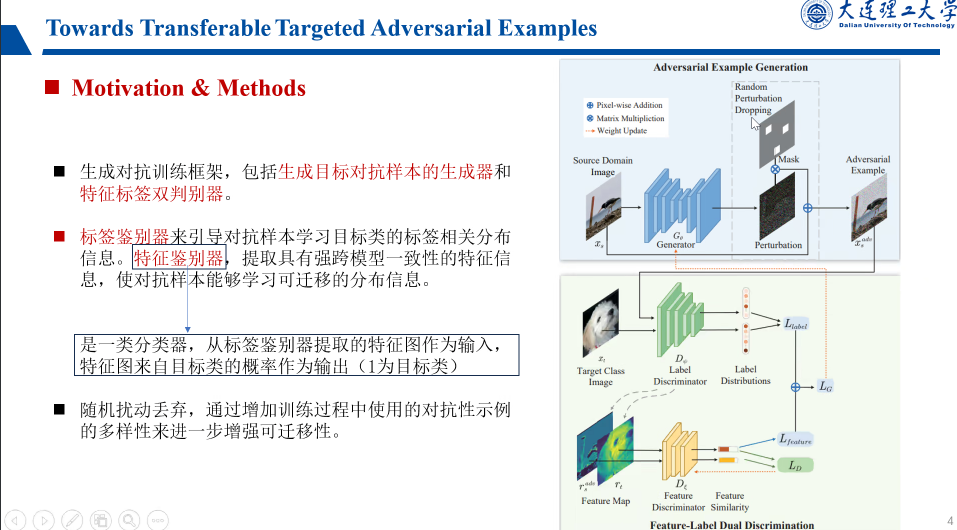 Towards Transferable Targeted Adversarial Examples
大连理工大学
Dalian University Of Technology
Motivation & Methods
生成对抗训练框架，包括生成目标对抗样本的生成器和
特征标签双判别器。
标签鉴别器来引导对抗样本学习目标类的标签相关分布
信息。特征鉴别器，提取具有强跨模型一致性的特征信
息，使对抗样本能够学习可迁移的分布信息。
是一类分类器，从标签鉴别器提取的特征图作为输入，
特征图来自目标类的概率作为输出（1为目标类）
随机扰动丢弃，通过增加训练过程中使用的对抗性示例
的多样性来进一步增强可迁移性。
Adversarial Example Generation
Pixel-wise Addition
Matrix Multipliction
Weight Update
Random
Perturbation
Dropping
Mask
Source Domain
Image
Adversarial
Example
x_s
G_θ
Generator
Perturbation
x_s^adv
x_t
Target Class
Image
D_ψ
Label
Discriminator
Label
Distributions
L_label
L_G
r_s^adv
r_t
Feature Map
D_ξ
Feature
Discriminator
Feature
Similarity
L_feature
L_D
Feature-Label Dual Discrimination
4